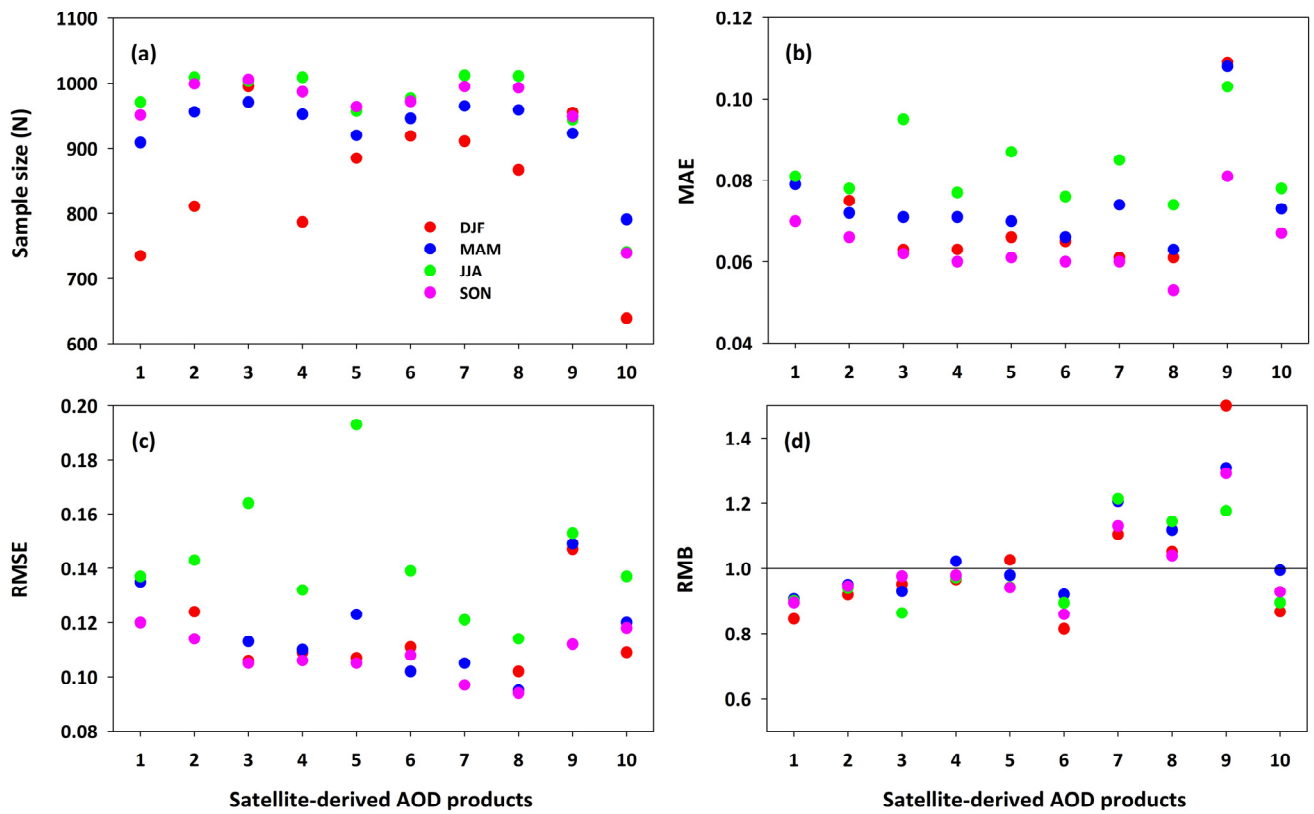 (a)
Sample size (N)
1100
1000
900
800
700
600
DJF
MAM
JJA
SON
1 2 3 4 5 6 7 8 9 10
(b)
MAE
0.12
0.10
0.08
0.06
0.04
1 2 3 4 5 6 7 8 9 10
(c)
RMSE
0.20
0.18
0.16
0.14
0.12
0.10
0.08
1 2 3 4 5 6 7 8 9 10
Satellite-derived AOD products
(d)
RMB
1.4
1.2
1.0
0.8
0.6
1 2 3 4 5 6 7 8 9 10
Satellite-derived AOD products